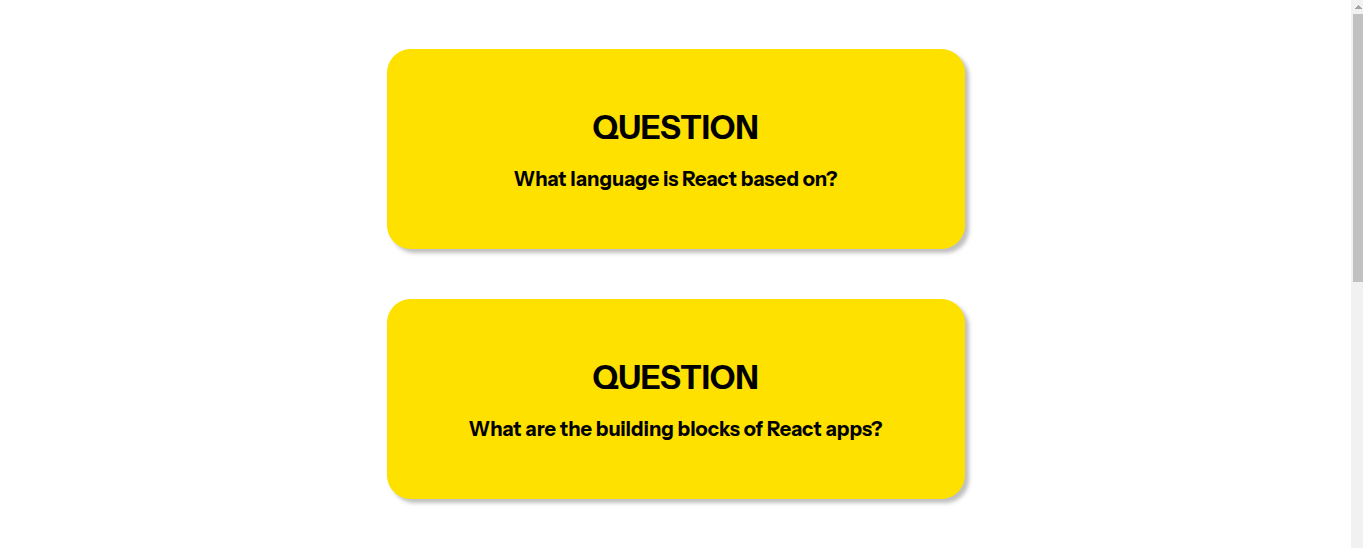 QUESTION
What language is React based on?
QUESTION
What are the building blocks of React apps?